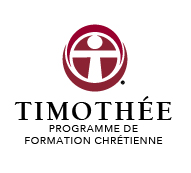 TIMOTHÉE
PROGRAMME DE
FORMATION CHRÉTIENNE